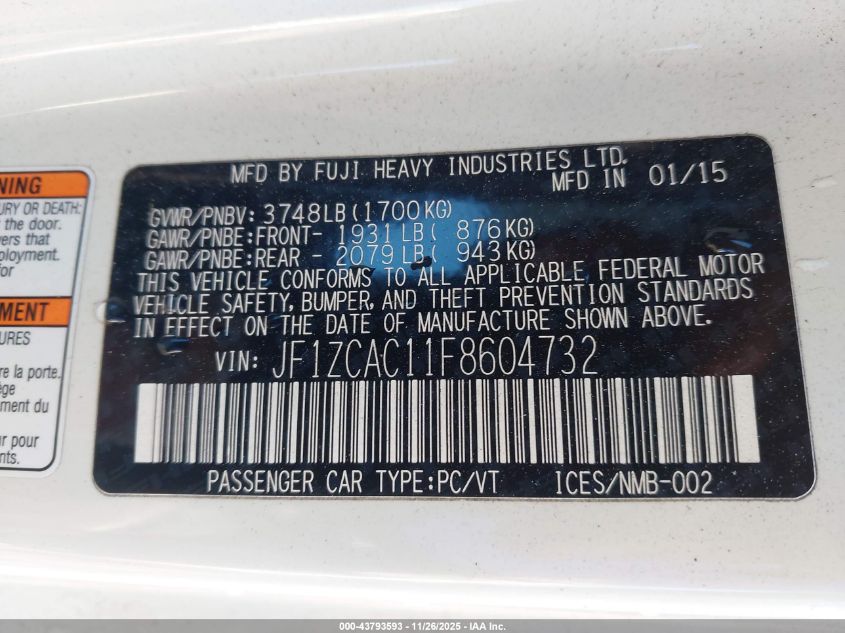 NING
URY OR DEATH:
the door.
vers that
ployment.
for
MENT
SURES
re la porte.
ège
ment du
ur pour
nts.
MFD BY FUJI HEAVY INDUSTRIES LTD.
MFD IN 01/15
GVWR/PNBV: 3748LB(1700KG)
GAWR/PNBE:FRONT- 1931LB( 876KG)
GAWR/PNBE:REAR - 2079LB( 943KG)
THIS VEHICLE CONFORMS TO ALL APPLICABLE FEDERAL MOTOR
VEHICLE SAFETY, BUMPER, AND THEFT PREVENTION STANDARDS
IN EFFECT ON THE DATE OF MANUFACTURE SHOWN ABOVE.
VIN: JF1ZCAC11F8604732
PASSENGER CAR TYPE:PC/VT ICES/NMB-002
000-43793593 - 11/26/2025 - IAA Inc.